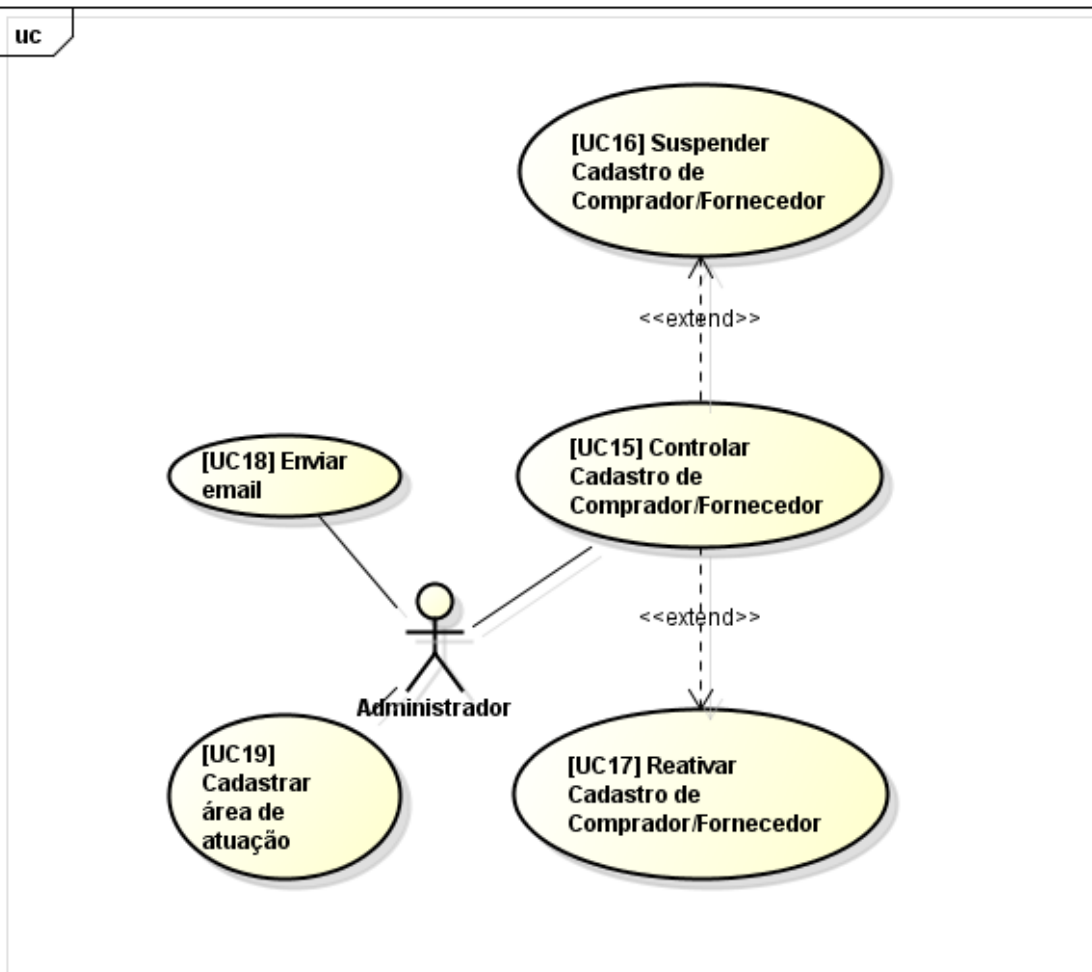 uc
[UC16] Suspender
Cadastro de
Comprador/Fornecedor
<<extend>>
[UC15] Controlar
Cadastro de
Comprador/Fornecedor
[UC18] Enviar
email
<<extend>>
Administrador
[UC19]
Cadastrar
área de
atuação
[UC17] Reativar
Cadastro de
Comprador/Fornecedor